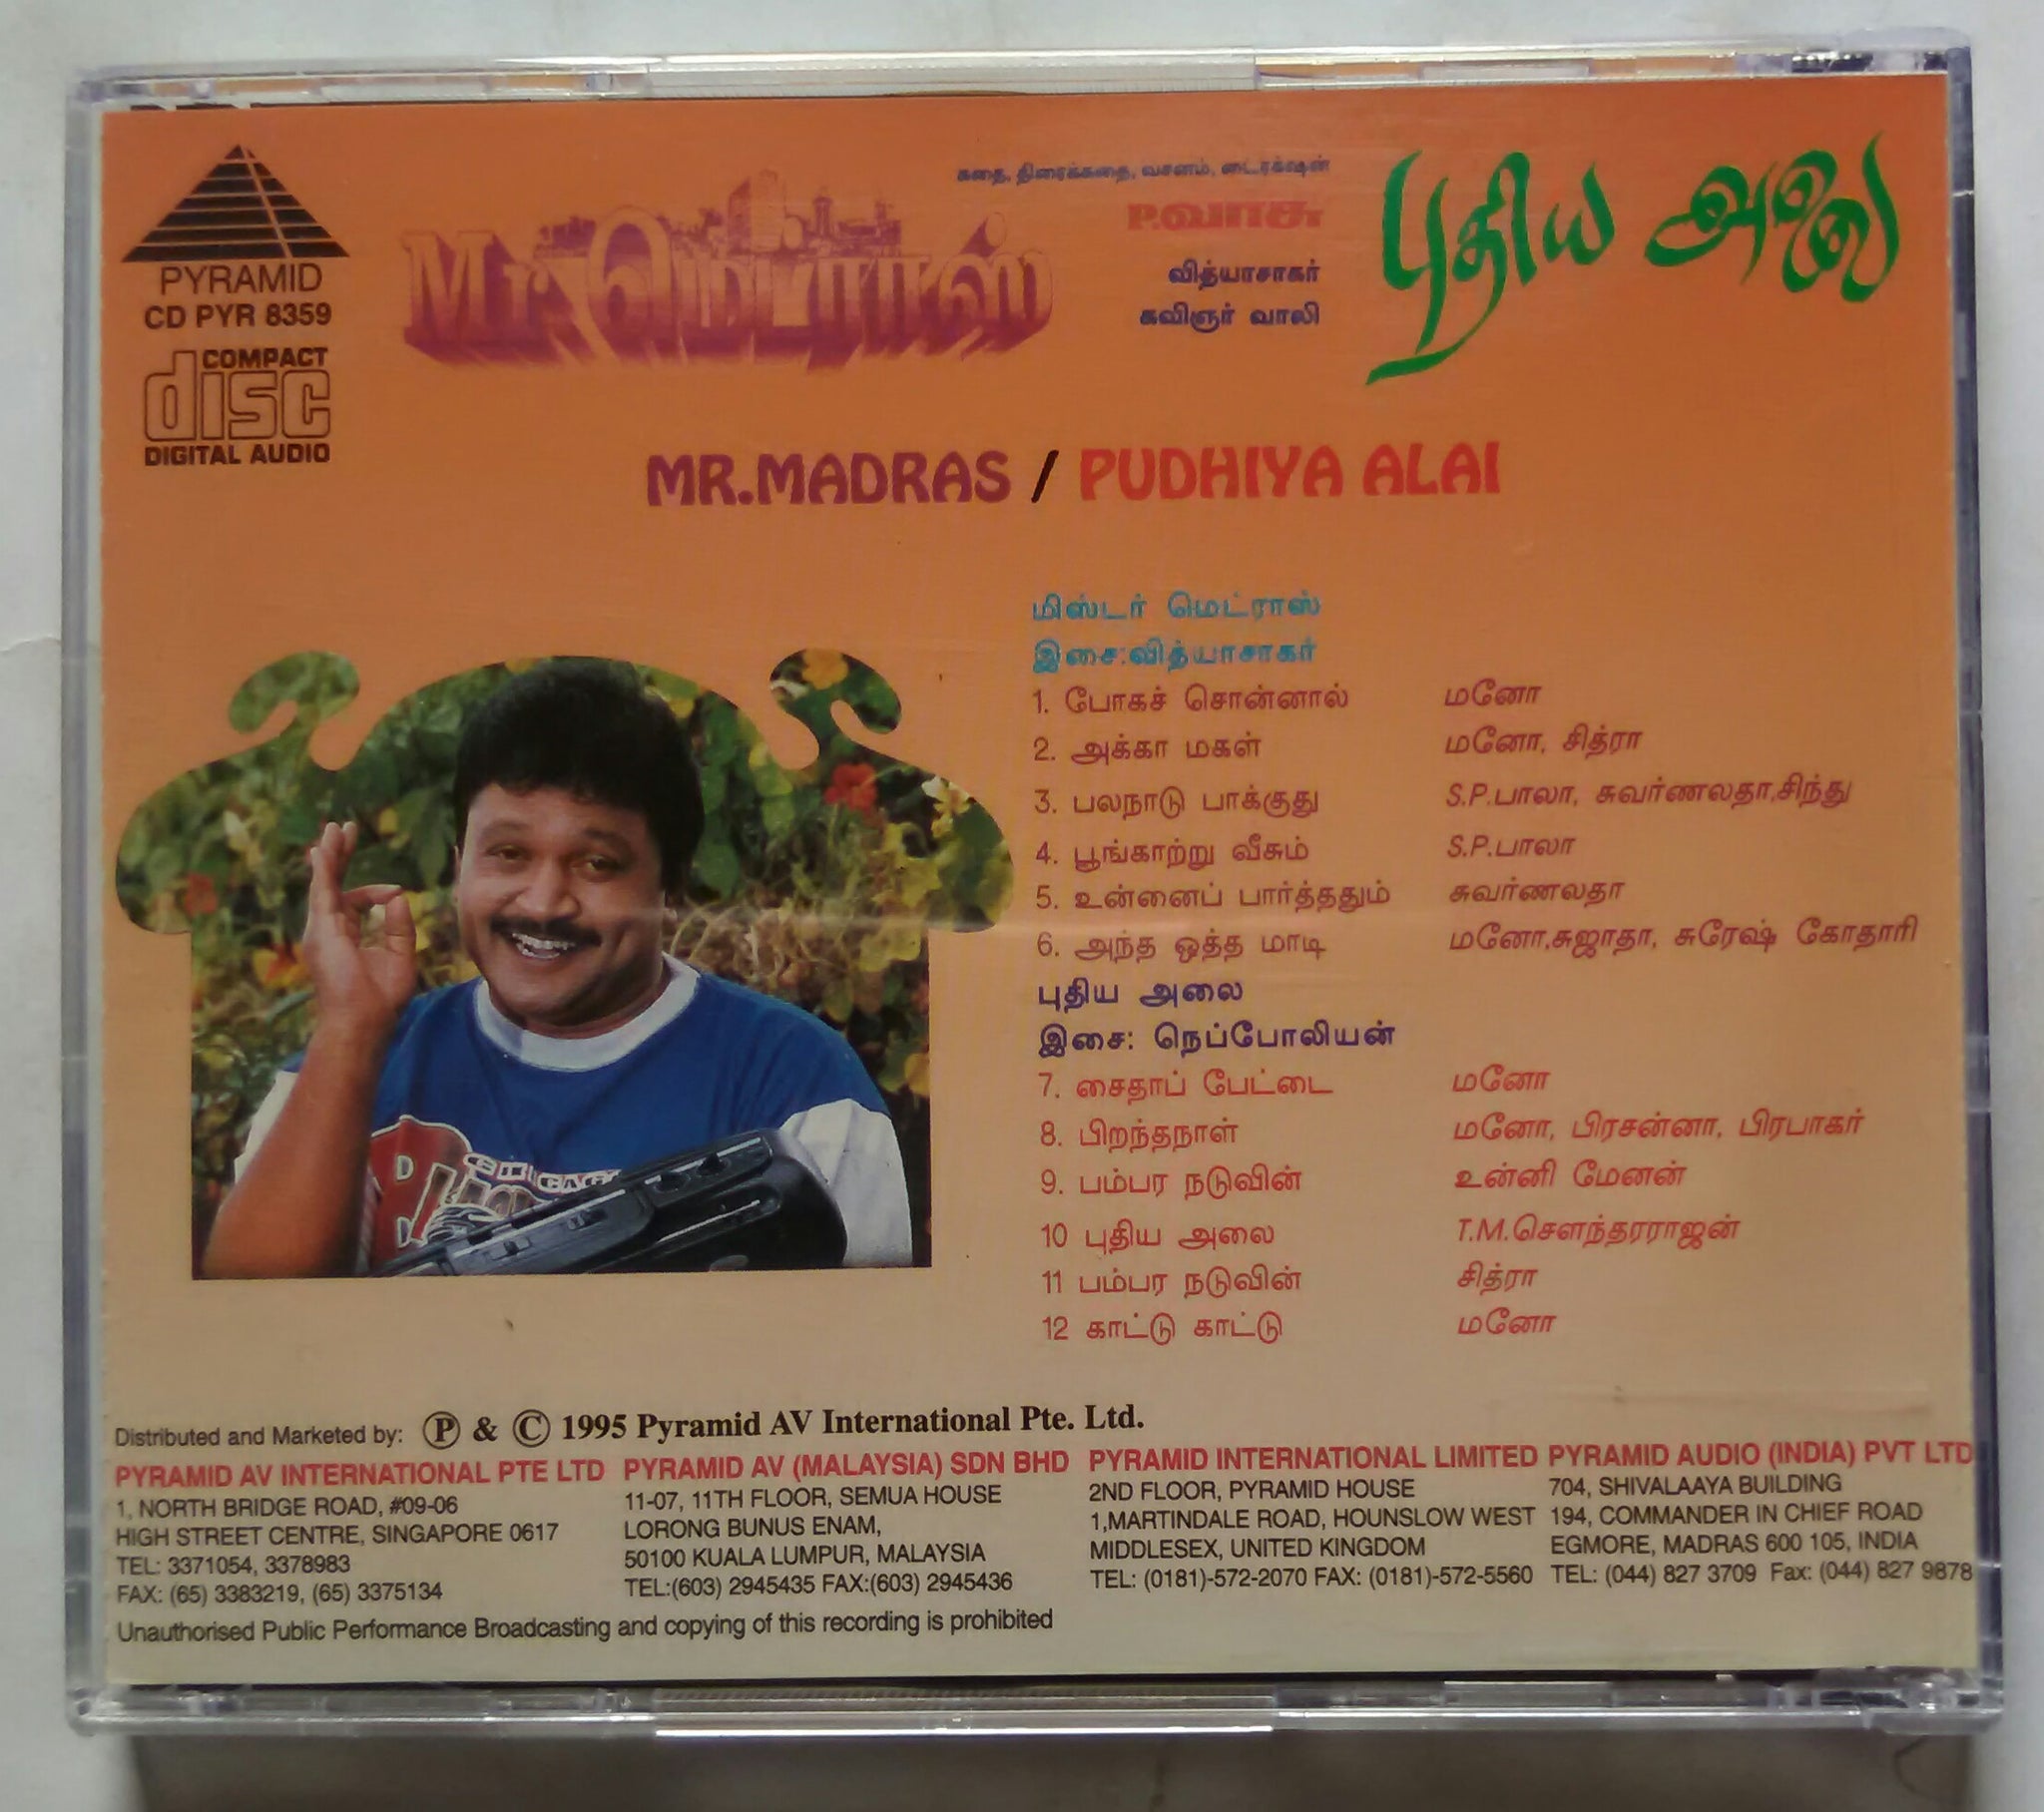 PYRAMID
CD PYR 8359
COMPACT
disc
DIGITAL AUDIO
Mr. மெட்ராஸ்
கதை, திரைக்கதை, வசனம், டைரக்ஷன்
P.வாசு
வித்யாசாகர்
கவிஞர் வாலி
புதிய அலை
MR.MADRAS / PUDHIYA ALAI
மிஸ்டர் மெட்ராஸ்
இசை:வித்யாசாகர்
1. போகச் சொன்னால் மனோ
2. அக்கா மகள் மனோ, சித்ரா
3. பலநாடு பாக்குது S.P.பாலா, சுவர்ணலதா,சிந்து
4. பூங்காற்று வீசும் S.P.பாலா
5. உன்னைப் பார்த்ததும் சுவர்ணலதா
6. அந்த ஒத்த மாடி மனோ,சுஜாதா, சுரேஷ் கோதாரி
புதிய அலை
இசை: நெப்போலியன்
7. சைதாப் பேட்டை மனோ
8. பிறந்தநாள் மனோ, பிரசன்னா, பிரபாகர்
9. பம்பர நடுவின் உன்னி மேனன்
10 புதிய அலை T.M.சௌந்தரராஜன்
11 பம்பர நடுவின் சித்ரா
12 காட்டு காட்டு மனோ
Distributed and Marketed by: Ⓟ & © 1995 Pyramid AV International Pte. Ltd.
PYRAMID AV INTERNATIONAL PTE LTD
1, NORTH BRIDGE ROAD, #09-06
HIGH STREET CENTRE, SINGAPORE 0617
TEL: 3371054, 3378983
FAX: (65) 3383219, (65) 3375134
PYRAMID AV (MALAYSIA) SDN BHD
11-07, 11TH FLOOR, SEMUA HOUSE
LORONG BUNUS ENAM,
50100 KUALA LUMPUR, MALAYSIA
TEL:(603) 2945435 FAX:(603) 2945436
PYRAMID INTERNATIONAL LIMITED
2ND FLOOR, PYRAMID HOUSE
1,MARTINDALE ROAD, HOUNSLOW WEST
MIDDLESEX, UNITED KINGDOM
TEL: (0181)-572-2070 FAX: (0181)-572-5560
PYRAMID AUDIO (INDIA) PVT LTD
704, SHIVALAAYA BUILDING
194, COMMANDER IN CHIEF ROAD
EGMORE, MADRAS 600 105, INDIA
TEL: (044) 827 3709 Fax: (044) 827 9878
Unauthorised Public Performance Broadcasting and copying of this recording is prohibited